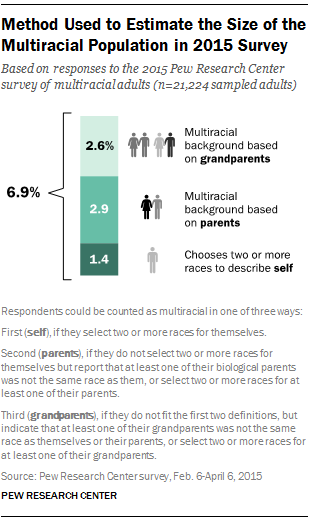 Method Used to Estimate the Size of the
Multiracial Population in 2015 Survey
Based on responses to the 2015 Pew Research Center
survey of multiracial adults (n=21,224 sampled adults)
6.9%
2.6%
Multiracial
background based
on grandparents
2.9
Multiracial
background based
on parents
1.4
Chooses two or more
races to describe self
Respondents could be counted as multiracial in one of three ways:
First (self), if they select two or more races for themselves.
Second (parents), if they do not select two or more races for
themselves but report that at least one of their biological parents
was not the same race as them, or select two or more races for at
least one of their parents.
Third (grandparents), if they do not fit the first two definitions, but
indicate that at least one of their grandparents was not the same
race as themselves or their parents, or select two or more races for
at least one of their grandparents.
Source: Pew Research Center survey, Feb. 6-April 6, 2015
PEW RESEARCH CENTER